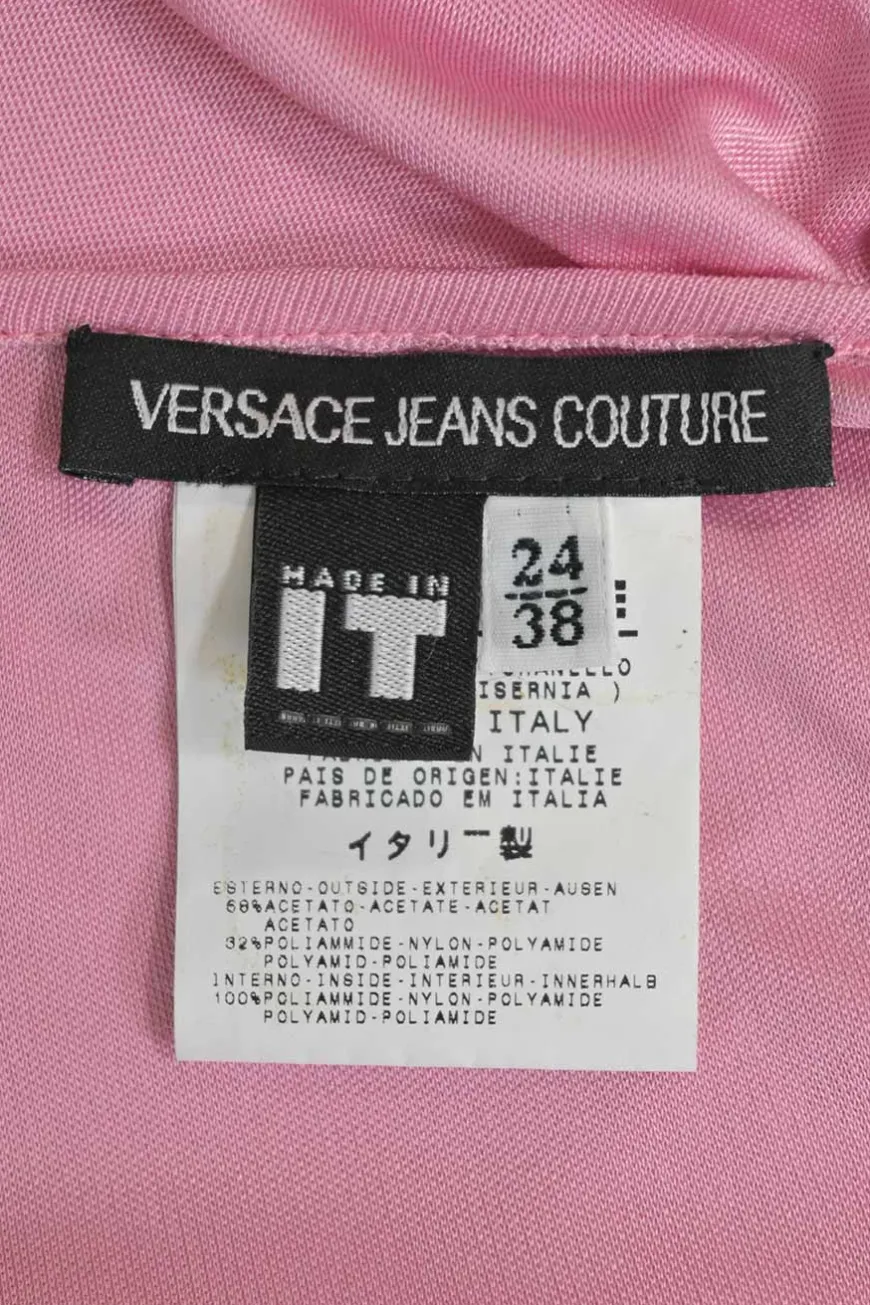 VERSACE JEANS COUTURE
MADE IN
IT
24
38
ISERNIA )
ITALY
ITALIE
PAIS DE ORIGEN:ITALIE
FABRICADO EM ITALIA
イタリー製
ESTERNO-OUTSIDE-EXTERIEUR-AUSEN
68%ACETATO-ACETATE-ACETAT
ACETATO
32%POLIAMMIDE-NYLON-POLYAMIDE
POLYAMID-POLIAMIDE
INTERNO-INSIDE-INTERIEUR-INNERHALB
100%POLIAMMIDE-NYLON-POLYAMIDE
POLYAMID-POLIAMIDE